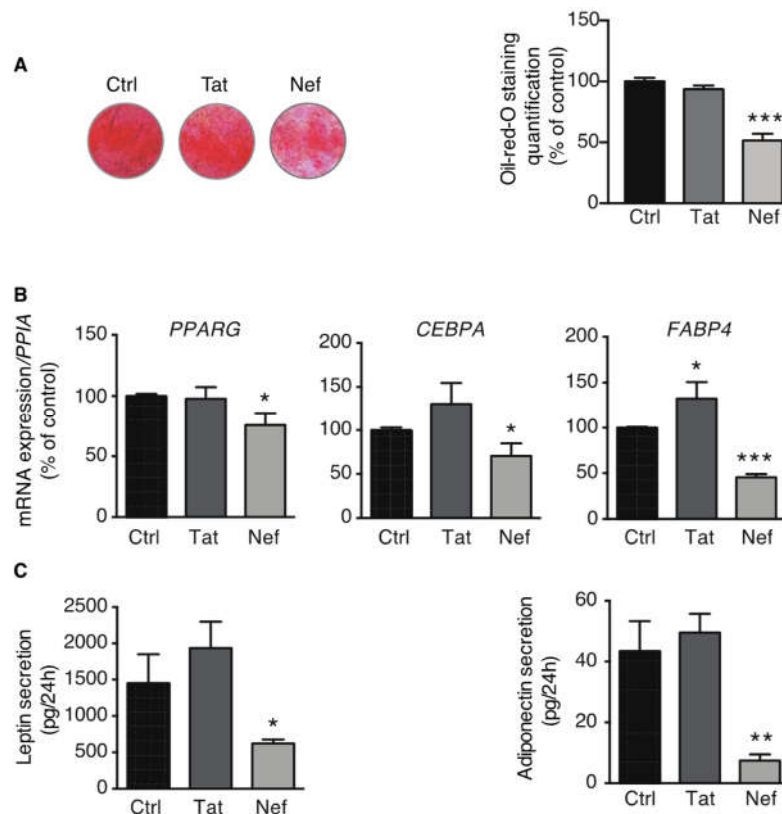 A
Ctrl Tat Nef
Oil-red-O staining
quantification
(% of control)
150
100
50
0
***
Ctrl Tat Nef
B
mRNA expression/PPIA
(% of control)
PPARG
150
100
50
0
*
Ctrl Tat Nef
CEBPA
200
150
100
50
0
*
Ctrl Tat Nef
FABP4
200
150
100
50
0
*
***
Ctrl Tat Nef
C
Leptin secretion
(pg/24h)
2500
2000
1500
1000
500
0
*
Ctrl Tat Nef
Adiponectin secretion
(pg/24h)
60
40
20
0
**
Ctrl Tat Nef